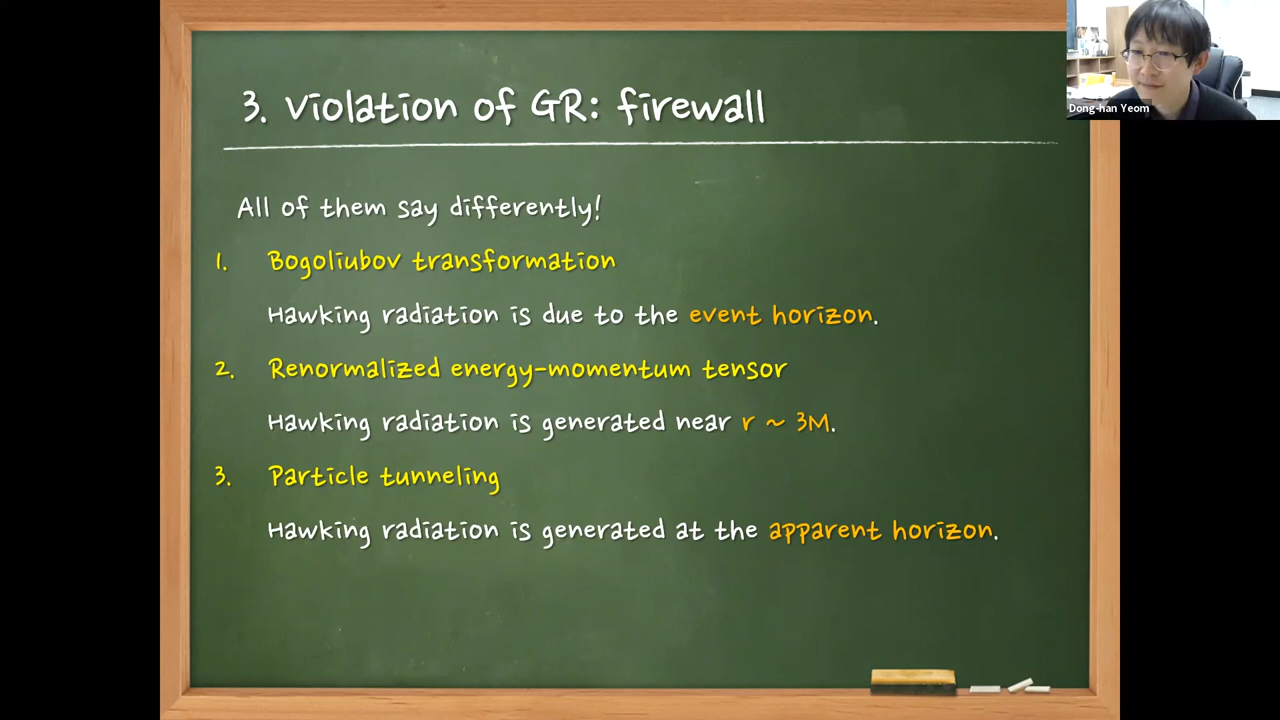 Dong-han Yeom
3. Violation of GR: firewall
All of them say differently!
1. Bogoliubov transformation
Hawking radiation is due to the event horizon.
2. Renormalized energy-momentum tensor
Hawking radiation is generated near r ~ 3M.
3. Particle tunneling
Hawking radiation is generated at the apparent horizon.